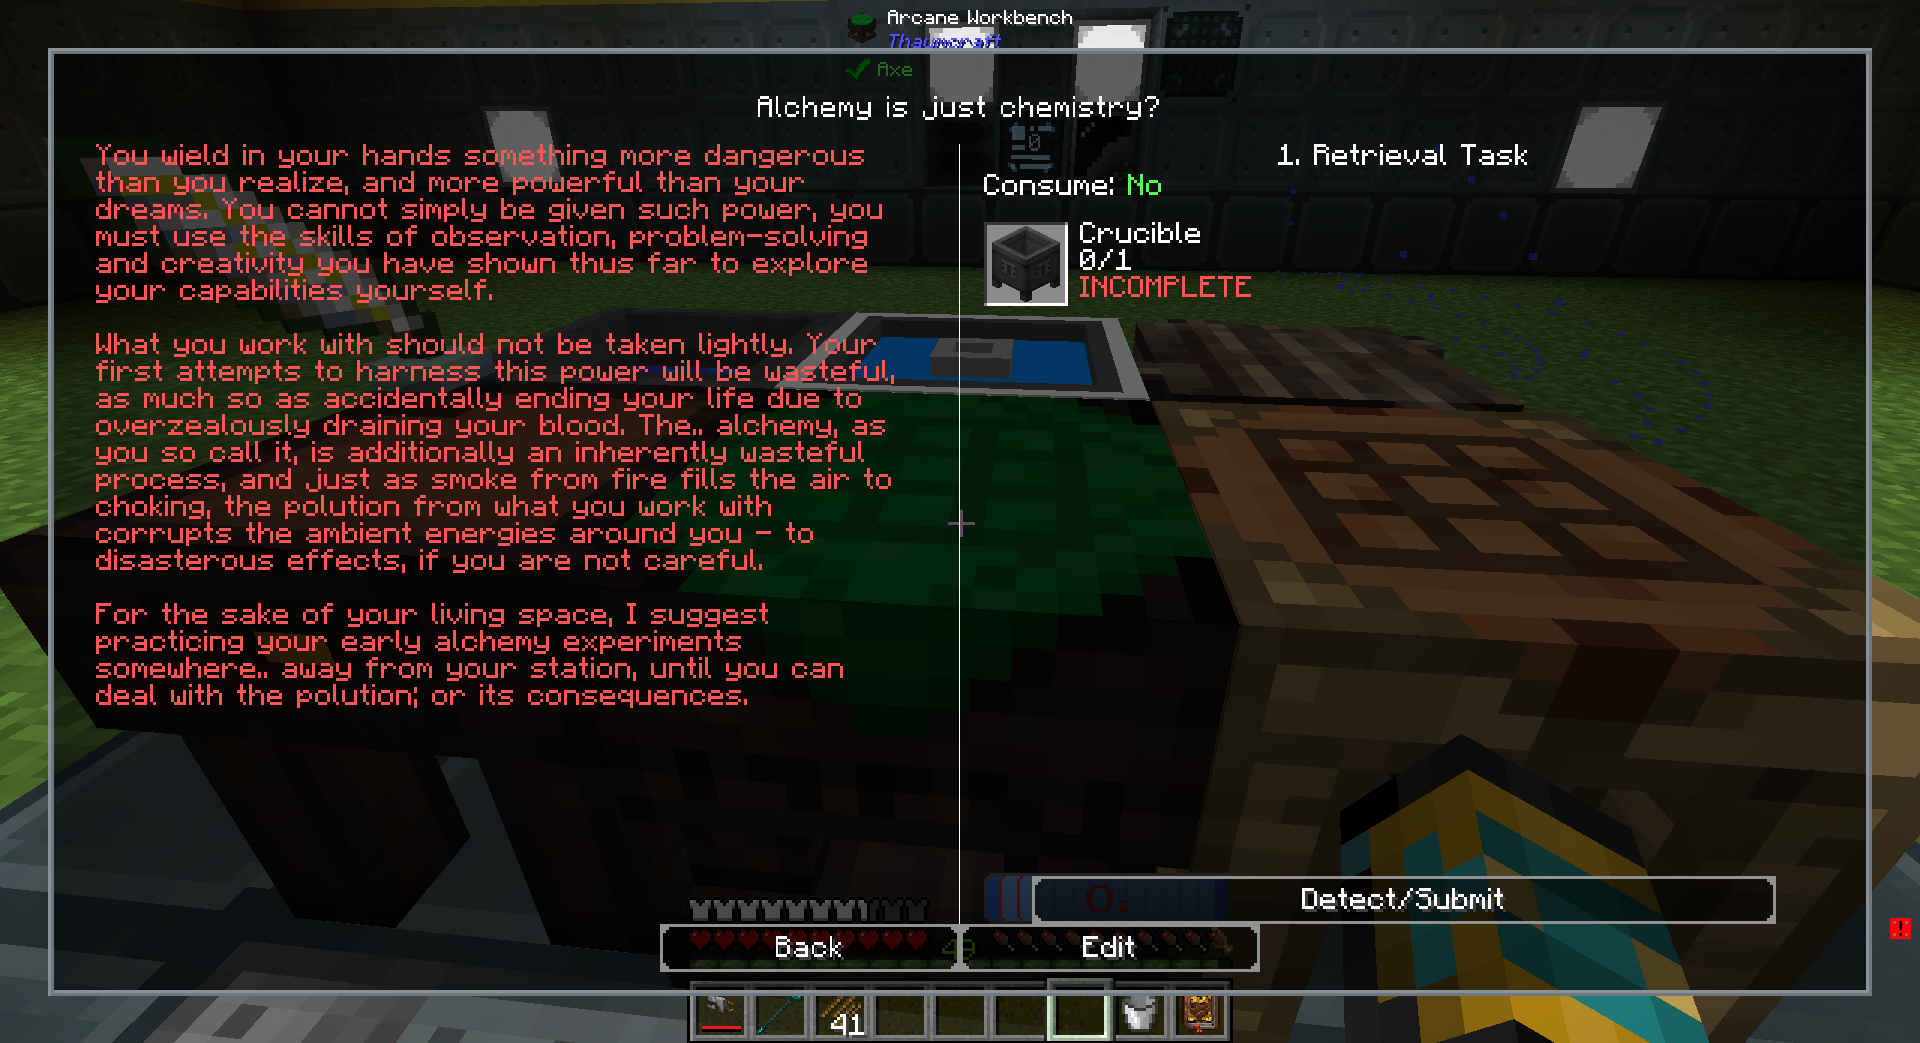 Arcane Workbench
Thaumcraft
Axe
Alchemy is just chemistry?
You wield in your hands something more dangerous
than you realize, and more powerful than your
dreams. You cannot simply be given such power, you
must use the skills of observation, problem-solving
and creativity you have shown thus far to explore
your capabilities yourself.
What you work with should not be taken lightly. Your
first attempts to harness this power will be wasteful,
as much so as accidentally ending your life due to
overzealously draining your blood. The.. alchemy, as
you so call it, is additionally an inherently wasteful
process, and just as smoke from fire fills the air to
choking, the polution from what you work with
corrupts the ambient energies around you - to
disasterous effects, if you are not careful.
For the sake of your living space, I suggest
practicing your early alchemy experiments
somewhere.. away from your station, until you can
deal with the polution; or its consequences.
1. Retrieval Task
Consume: No
Crucible
0/1
INCOMPLETE
0
O₂
Detect/Submit
Back
49
Edit
41
!